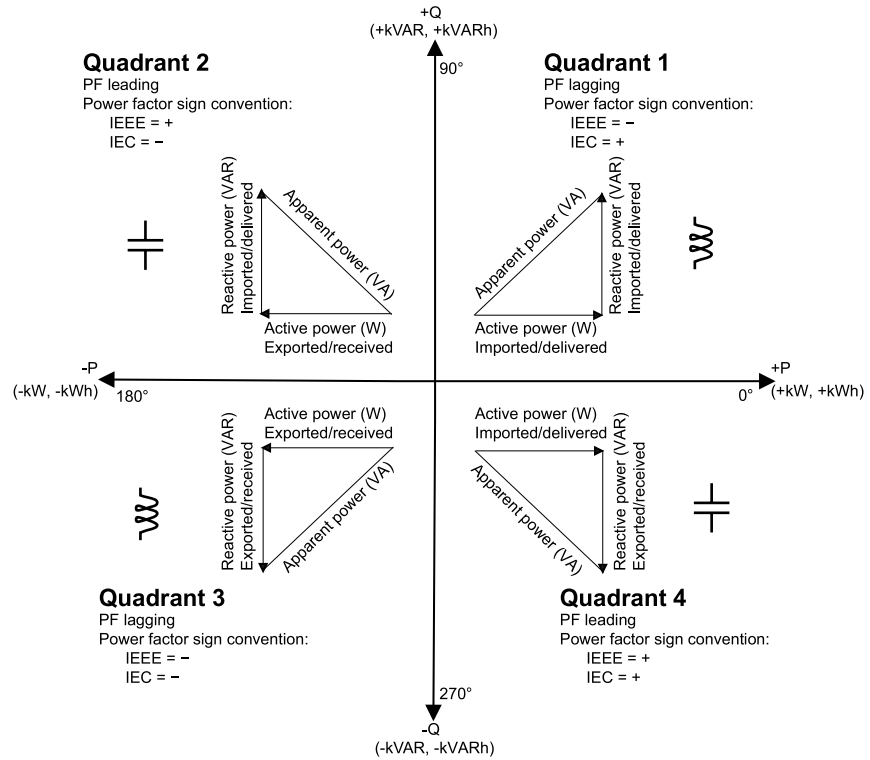 +Q
(+kVAR, +kVARh)
90°
Quadrant 2
PF leading
Power factor sign convention:
IEEE = +
IEC = −
Reactive power (VAR)
Imported/delivered
Apparent power (VA)
Active power (W)
Exported/received
Quadrant 1
PF lagging
Power factor sign convention:
IEEE = −
IEC = +
Apparent power (VA)
Reactive power (VAR)
Imported/delivered
Active power (W)
Imported/delivered
-P
(-kW, -kWh)
180°
+P
(+kW, +kWh)
0°
Active power (W)
Exported/received
Reactive power (VAR)
Exported/received
Apparent power (VA)
Quadrant 3
PF lagging
Power factor sign convention:
IEEE = −
IEC = −
Active power (W)
Imported/delivered
Apparent power (VA)
Reactive power (VAR)
Exported/received
Quadrant 4
PF leading
Power factor sign convention:
IEEE = +
IEC = +
270°
-Q
(-kVAR, -kVARh)